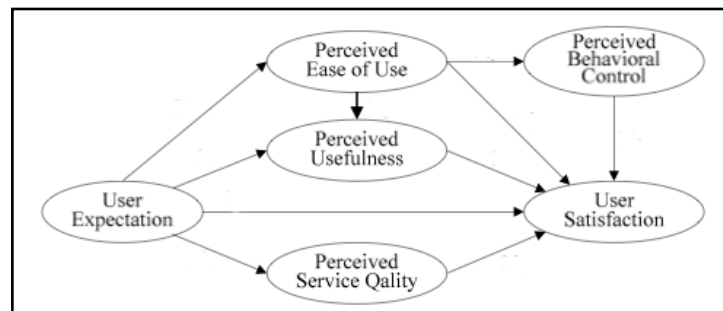 Perceived
Ease of Use
Perceived
Behavioral
Control
Perceived
Usefulness
User
Expectation
User
Satisfaction
Perceived
Service Qality